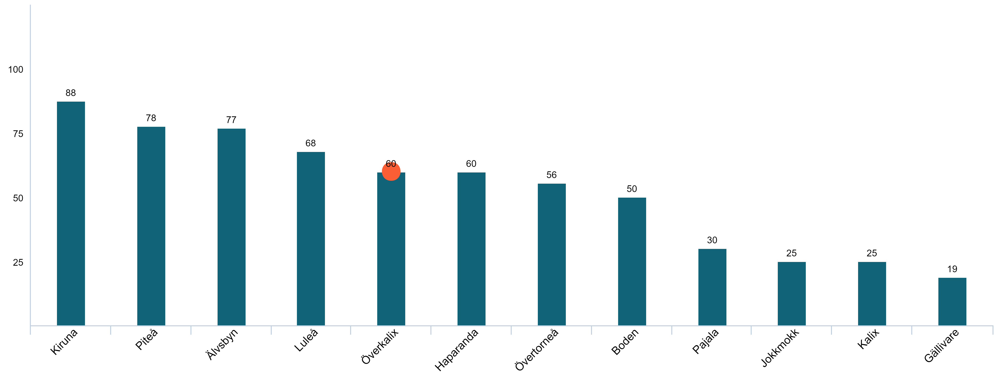 100
75
50
25
88
78
77
68
60
60
56
50
30
25
25
19
Kiruna
Piteå
Älvsbyn
Luleå
Överkalix
Haparanda
Övertorneå
Boden
Pajala
Jokkmokk
Kalix
Gällivare